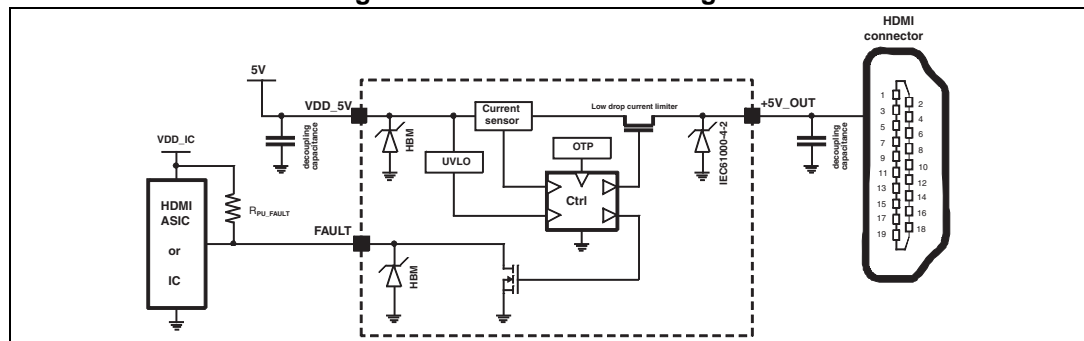 HDMI
connector
5V
VDD_5V
Current
sensor
Low drop current limiter
+5V_OUT
decoupling
capacitance
HBM
UVLO
OTP
IEC61000-4-2
decoupling
capacitance
VDD_IC
HDMI
ASIC
or
IC
RPU_FAULT
Ctrl
FAULT
HBM
1
2
3
4
5
6
7
8
9
10
11
12
13
14
15
16
17
18
19